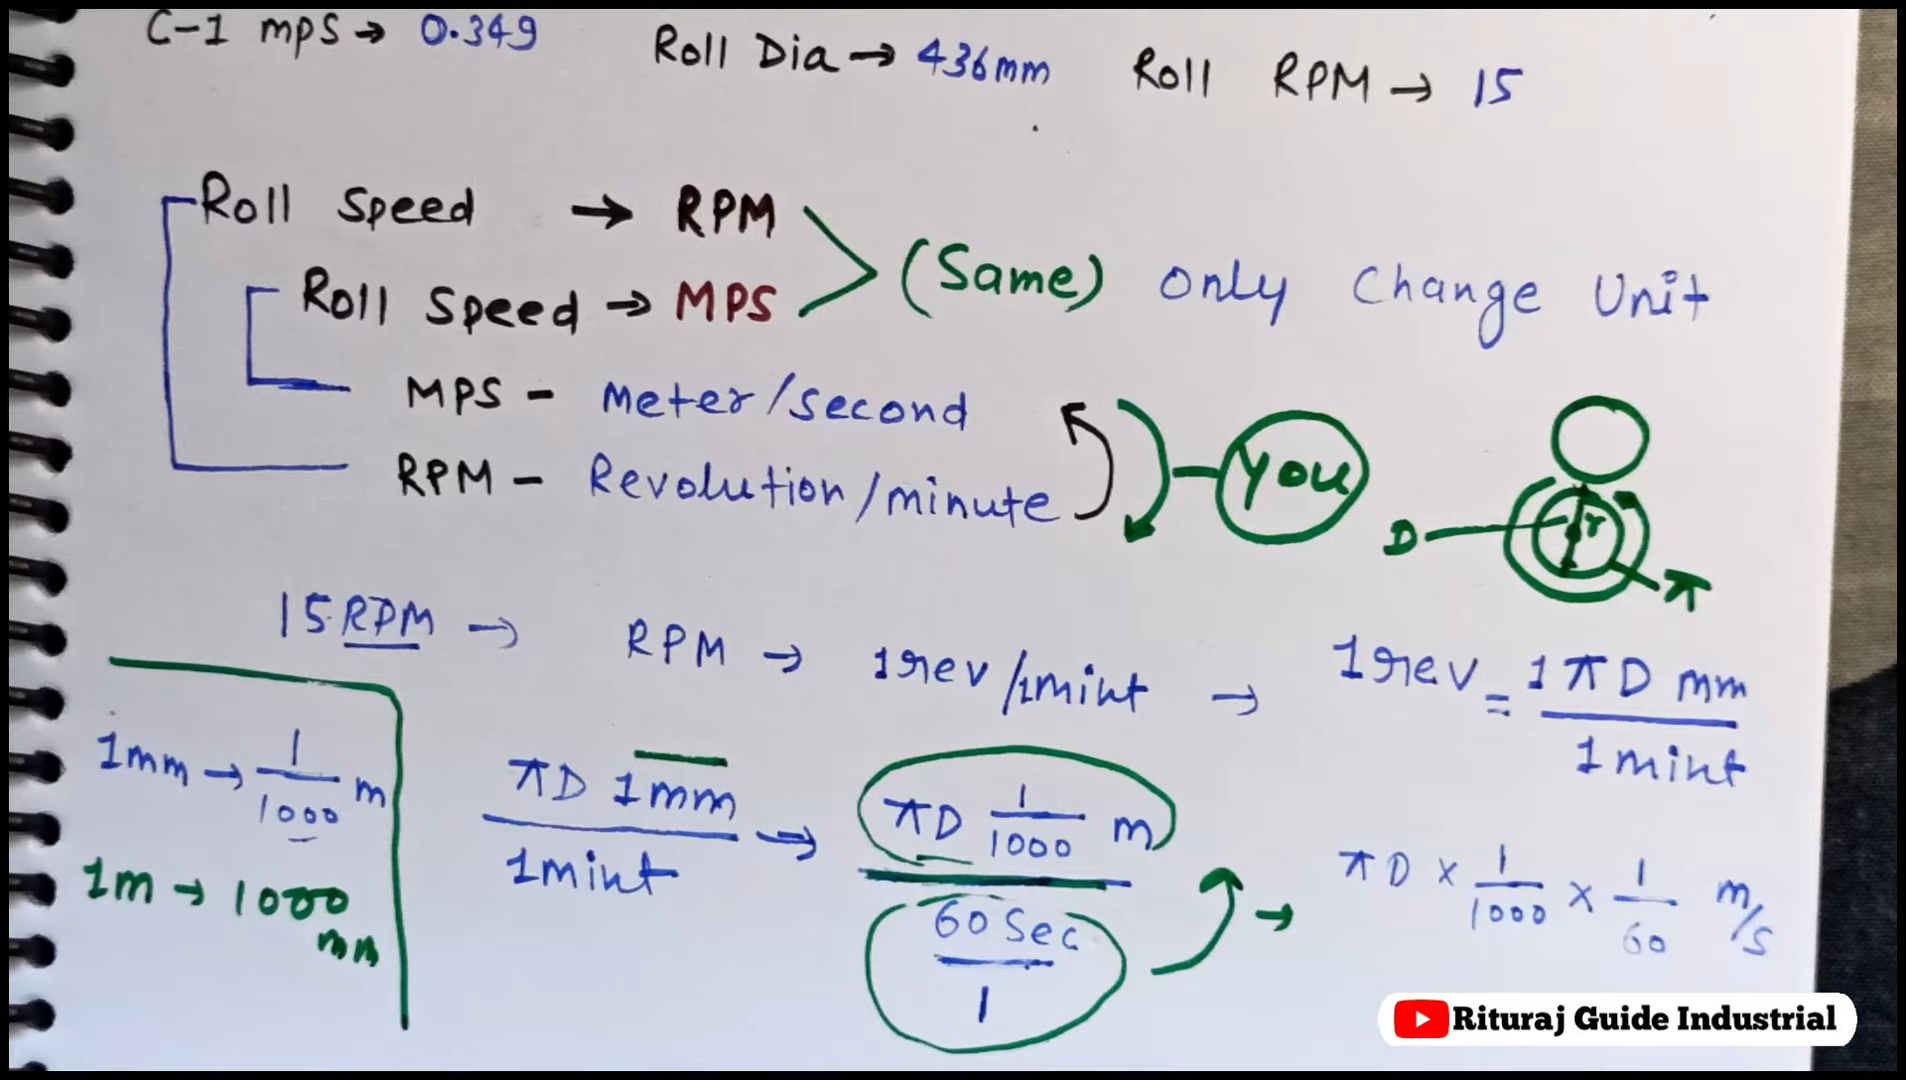 C-1 mps → 0.349 Roll Dia → 436mm Roll RPM → 15
Roll Speed → RPM
(Same) only Change Unit
Roll Speed → MPS
MPS - Meter/second
RPM - Revolution/minute
You
D
r
π
15 RPM → RPM → 1rev/1mint → 1rev = 1πD mm / 1mint
1mm → 1/1000 m
1m → 1000 mm
πD 1mm / 1mint → πD 1/1000 m / 60 Sec / 1 → πD × 1/1000 × 1/60 m/s
Rituraj Guide Industrial